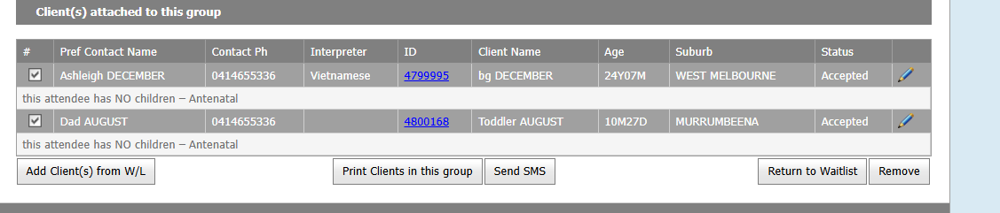 Client(s) attached to this group
# Pref Contact Name Contact Ph Interpreter ID Client Name Age Suburb Status
Ashleigh DECEMBER 0414655336 Vietnamese 4799995 bg DECEMBER 24Y07M WEST MELBOURNE Accepted
this attendee has NO children – Antenatal
Dad AUGUST 0414655336 4800168 Toddler AUGUST 10M27D MURRUMBEENA Accepted
this attendee has NO children – Antenatal
Add Client(s) from W/L Print Clients in this group Send SMS Return to Waitlist Remove